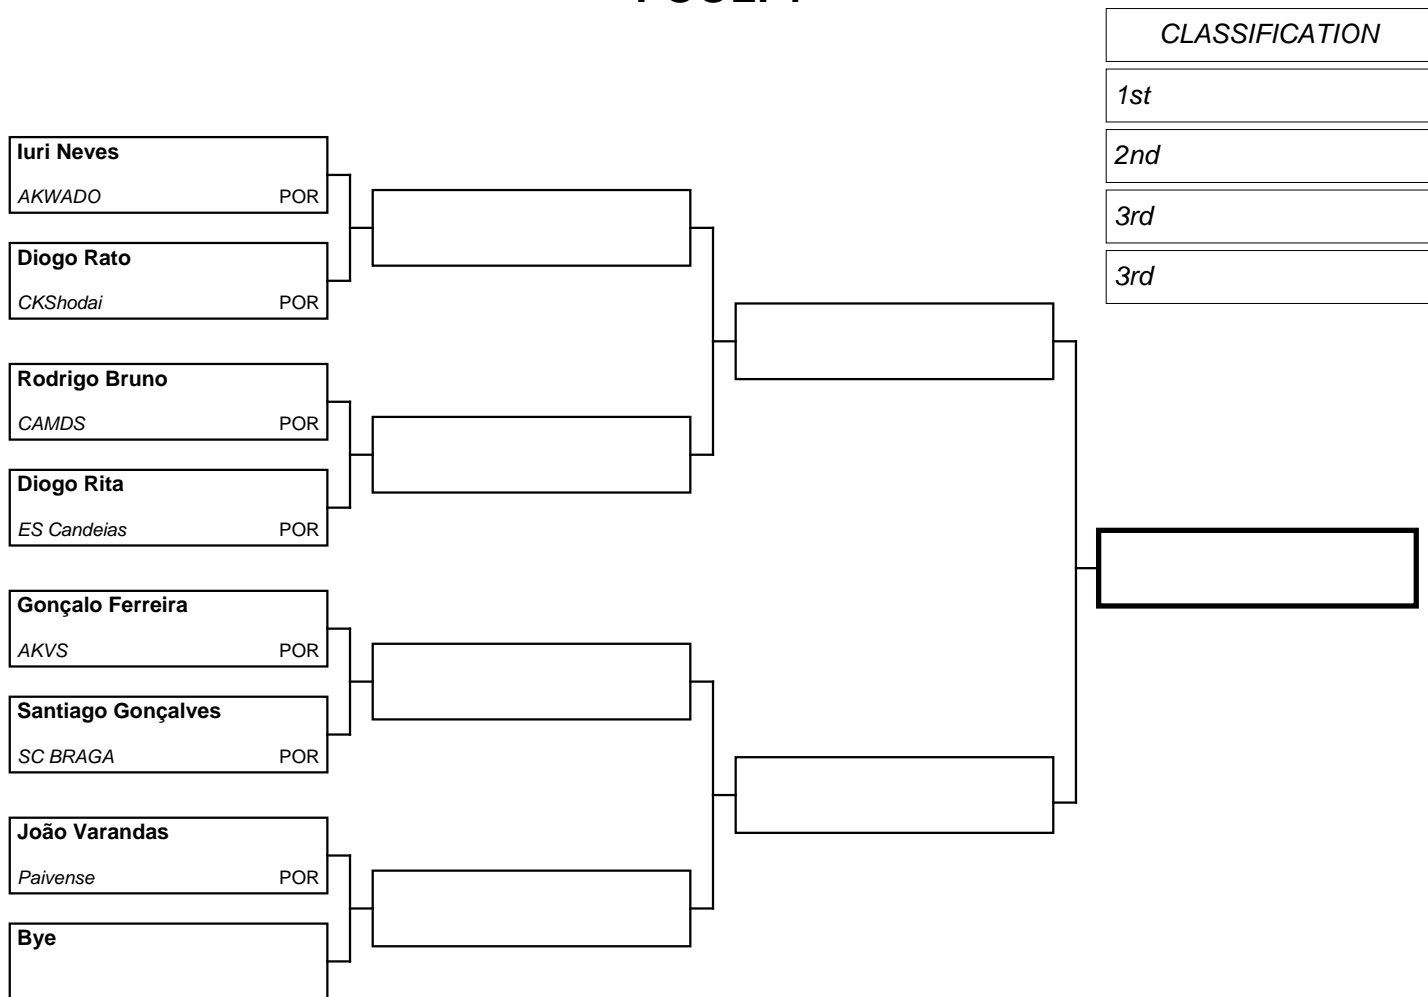 CLASSIFICATION
1st
2nd
3rd
3rd
Iuri Neves
AKWADO POR
Diogo Rato
CKShodai POR
Rodrigo Bruno
CAMDS POR
Diogo Rita
ES Candeias POR
Gonçalo Ferreira
AKVS POR
Santiago Gonçalves
SC BRAGA POR
João Varandas
Paivense POR
Bye